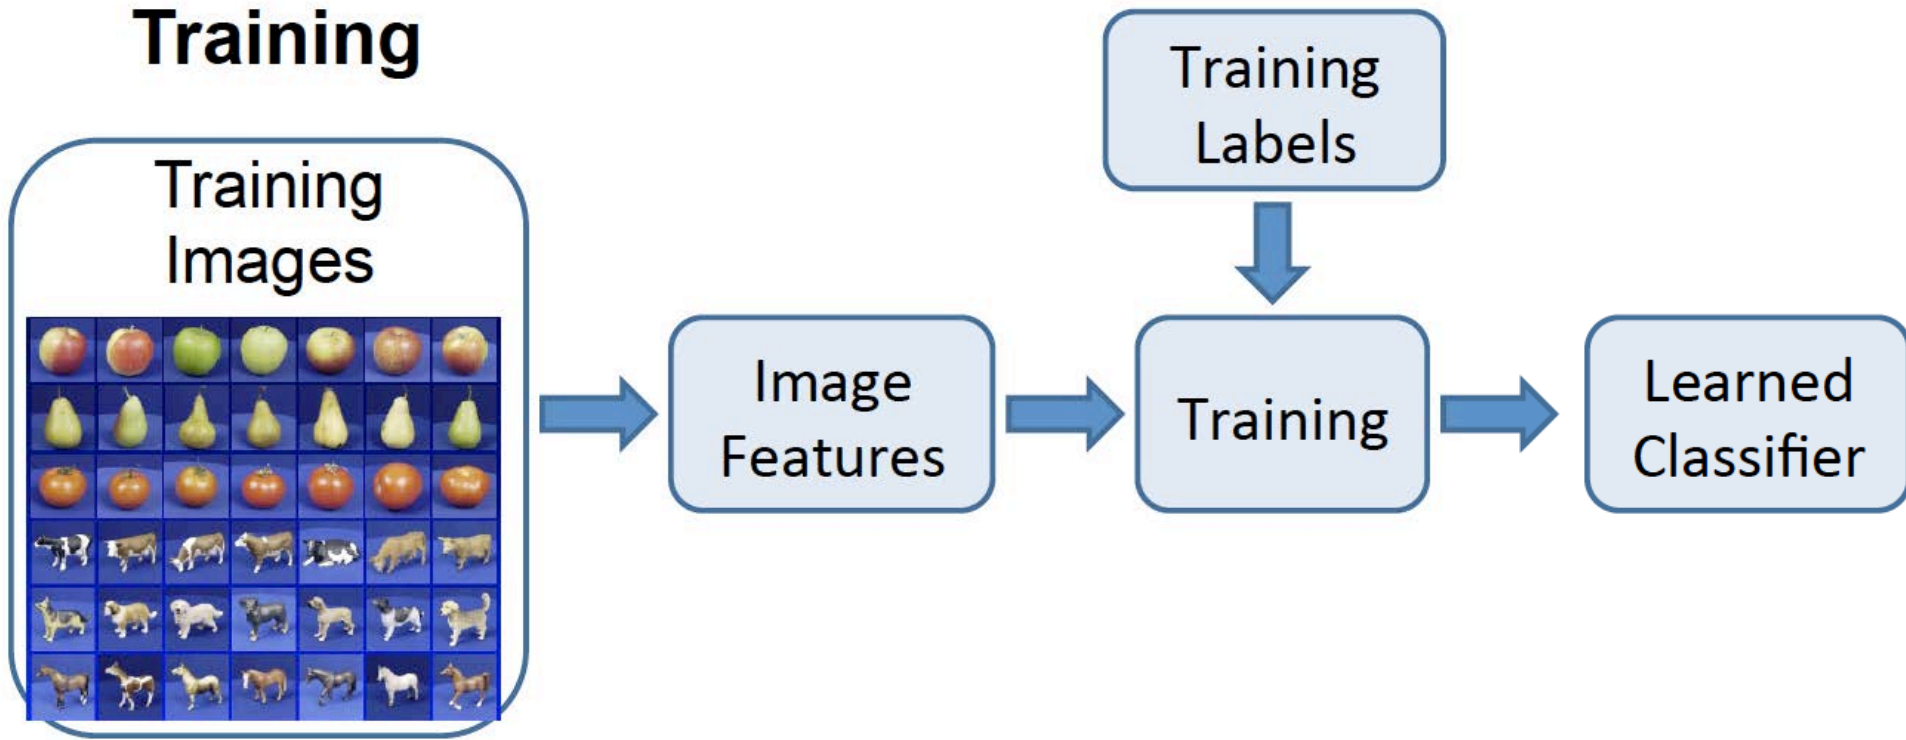 Training
Training
Images
Training
Labels
Image
Features
Training
Learned
Classifier